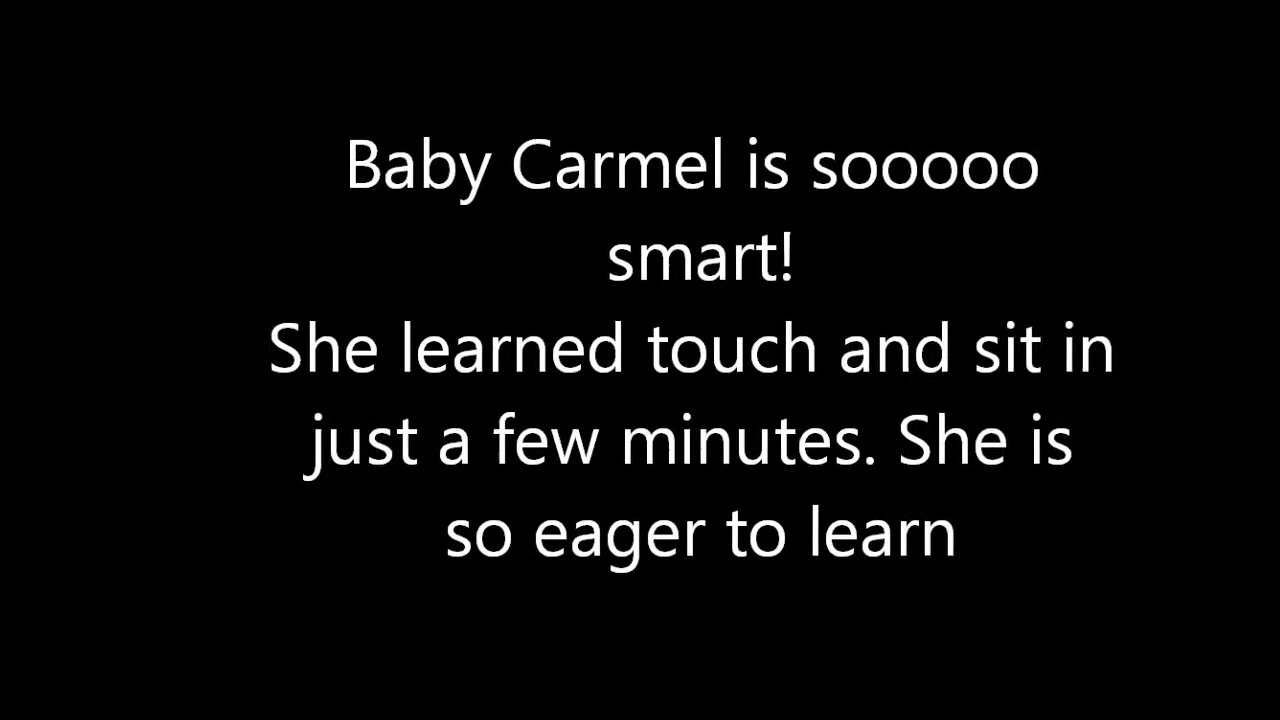 Baby Carmel is sooooo
smart!
She learned touch and sit in
just a few minutes. She is
so eager to learn